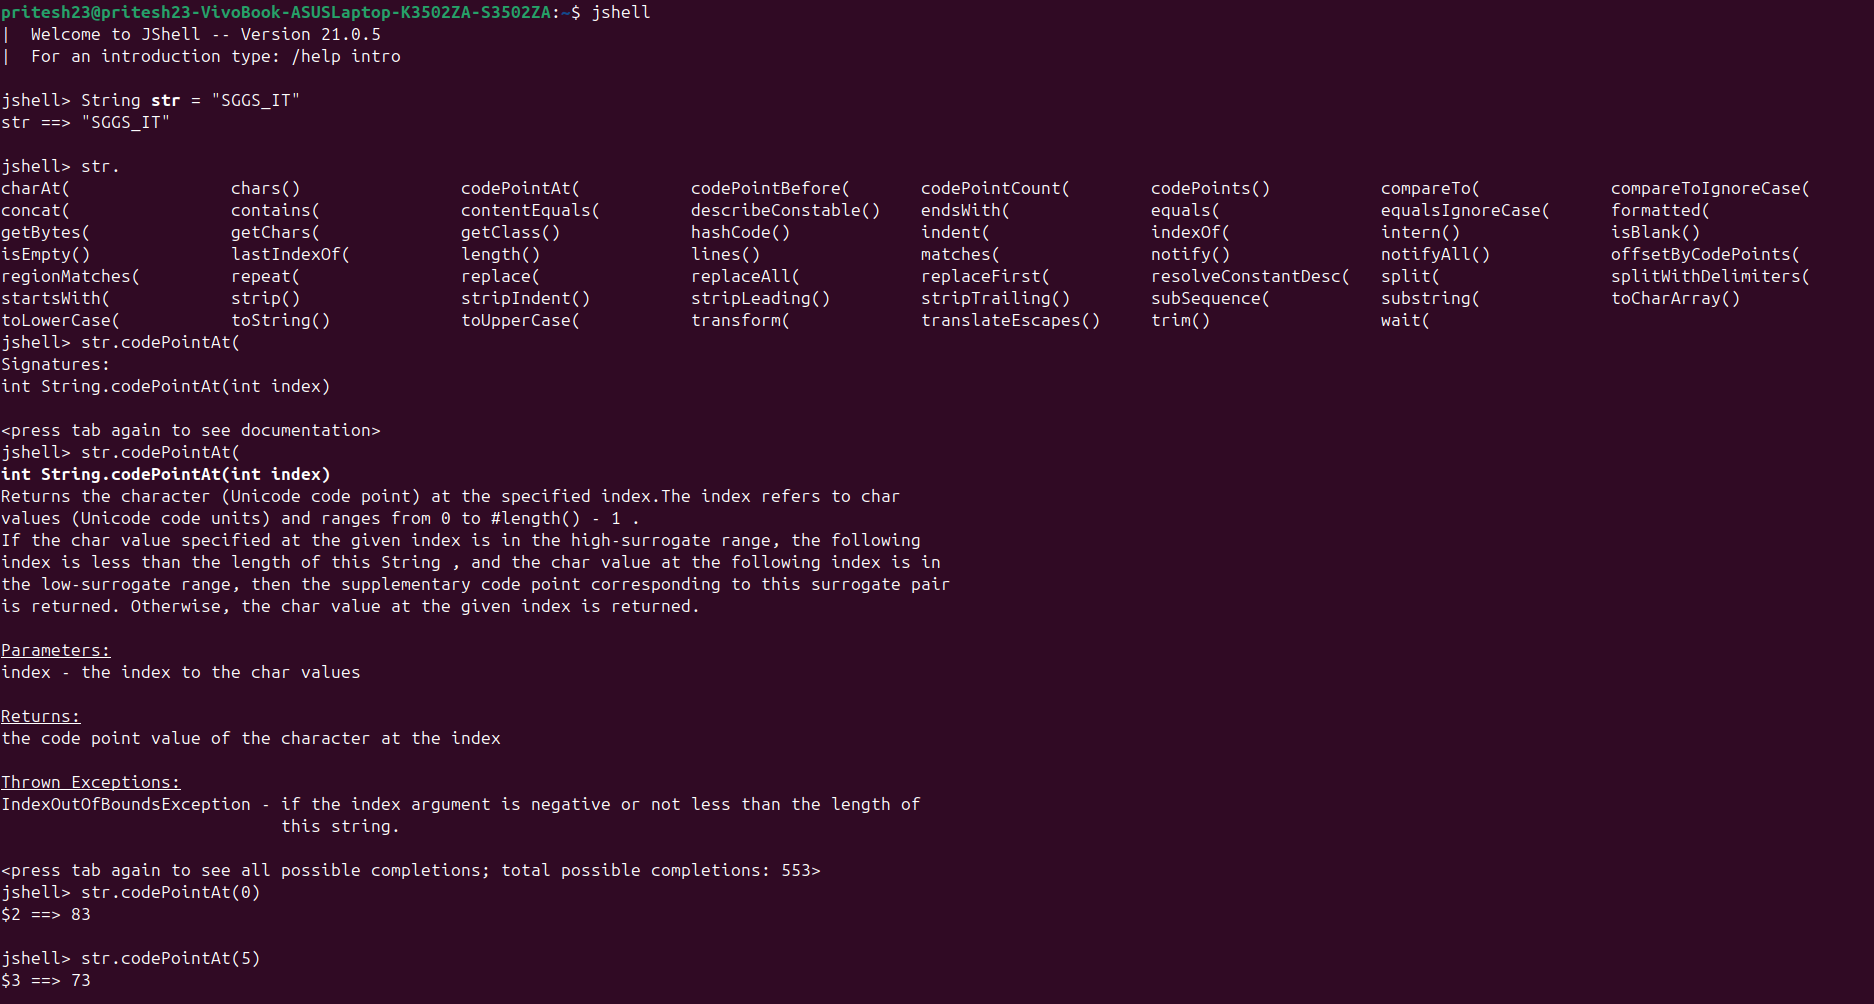 pritesh23@pritesh23-VivoBook-ASUSLaptop-K3502ZA-S3502ZA:~$ jshell
|  Welcome to JShell -- Version 21.0.5
|  For an introduction type: /help intro

jshell> String str = "SGGS_IT"
str ==> "SGGS_IT"

jshell> str.
charAt(                chars()                codePointAt(           codePointBefore(       codePointCount(        codePoints()           compareTo(             compareToIgnoreCase(
concat(                contains(              contentEquals(         describeConstable()    endsWith(              equals(                equalsIgnoreCase(      formatted(
getBytes(              getChars(              getClass()             hashCode()             indent(                indexOf(               intern()               isBlank()
isEmpty()              lastIndexOf(           length()               lines()                matches(               notify()               notifyAll()            offsetByCodePoints(
regionMatches(         repeat(                replace(               replaceAll(            replaceFirst(          resolveConstantDesc(   split(                 splitWithDelimiters(
startsWith(            strip()                stripIndent()          stripLeading()         stripTrailing()        subSequence(           substring(             toCharArray()
toLowerCase(           toString()             toUpperCase(           transform(             translateEscapes()     trim()                 wait(
jshell> str.codePointAt(
Signatures:
int String.codePointAt(int index)

<press tab again to see documentation>
jshell> str.codePointAt(
int String.codePointAt(int index)
Returns the character (Unicode code point) at the specified index.The index refers to char
values (Unicode code units) and ranges from 0 to #length() - 1 .
If the char value specified at the given index is in the high-surrogate range, the following
index is less than the length of this String , and the char value at the following index is in
the low-surrogate range, then the supplementary code point corresponding to this surrogate pair
is returned. Otherwise, the char value at the given index is returned.

Parameters:
index - the index to the char values

Returns:
the code point value of the character at the index

Thrown Exceptions:
IndexOutOfBoundsException - if the index argument is negative or not less than the length of
                            this string.

<press tab again to see all possible completions; total possible completions: 553>
jshell> str.codePointAt(0)
$2 ==> 83

jshell> str.codePointAt(5)
$3 ==> 73